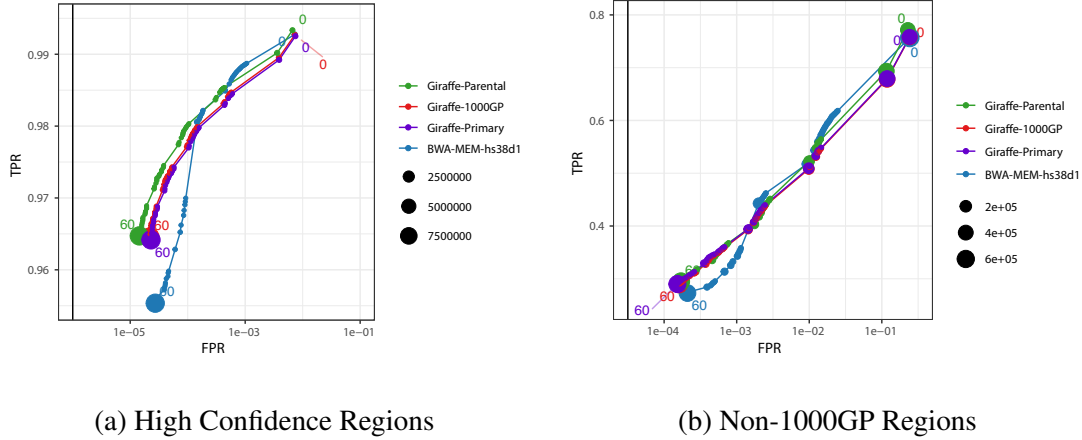 0.99
0.98
0.97
0.96
TPR
1e-05
1e-03
1e-01
FPR
0
0
0
0
60
60
60
60
Giraffe-Parental
Giraffe-1000GP
Giraffe-Primary
BWA-MEM-hs38d1
2500000
5000000
7500000
(a) High Confidence Regions
0.8
0.6
0.4
0.2
TPR
1e-04
1e-03
1e-02
1e-01
FPR
0
0
0
0
60
60
60
Giraffe-Parental
Giraffe-1000GP
Giraffe-Primary
BWA-MEM-hs38d1
2e+05
4e+05
6e+05
(b) Non-1000GP Regions